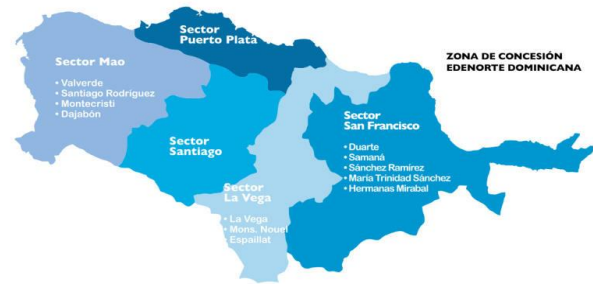 Sector
Puerto Plata
Sector Mao
• Valverde
• Santiago Rodríguez
• Montecristi
• Dajabón
ZONA DE CONCESIÓN
EDENORTE DOMINICANA
Sector
Santiago
Sector
San Francisco
• Duarte
• Samaná
• Sánchez Ramírez
• María Trinidad Sánchez
• Hermanas Mirabal
Sector
La Vega
• La Vega
• Mons. Nouel
• Espaillat